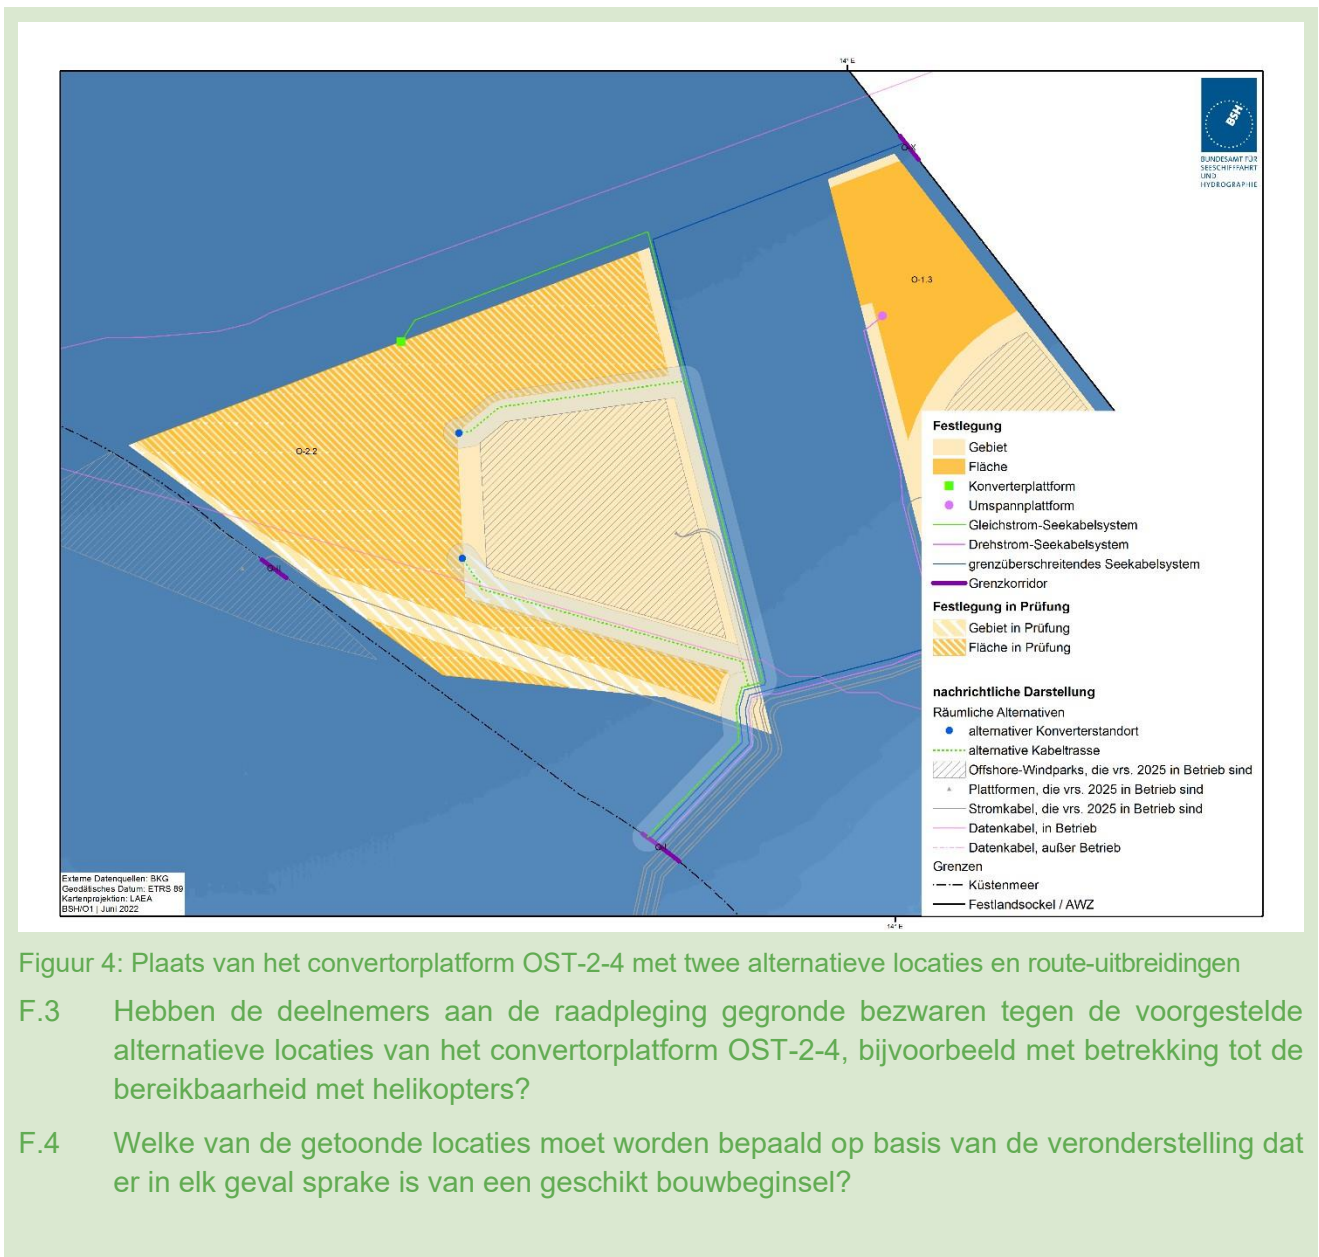 14° E
BSH
BUNDESAMT FÜR
SEESCHIFFFAHRT
UND
HYDROGRAPHIE
O-X
O-1.3
O-2.2
O-II
O-I
Festlegung
Gebiet
Fläche
Konverterplattform
Umspannplattform
Gleichstrom-Seekabelsystem
Drehstrom-Seekabelsystem
grenzüberschreitendes Seekabelsystem
Grenzkorridor
Festlegung in Prüfung
Gebiet in Prüfung
Fläche in Prüfung
nachrichtliche Darstellung
Räumliche Alternativen
alternativer Konverterstandort
alternative Kabeltrasse
Offshore-Windparks, die vrs. 2025 in Betrieb sind
Plattformen, die vrs. 2025 in Betrieb sind
Stromkabel, die vrs. 2025 in Betrieb sind
Datenkabel, in Betrieb
Datenkabel, außer Betrieb
Grenzen
Küstenmeer
Festlandsockel / AWZ
Externe Datenquellen: BKG
Geodätisches Datum: ETRS 89
Kartenprojektion: LAEA
BSH/O1 | Juni 2022
14° E
Figuur 4: Plaats van het convertorplatform OST-2-4 met twee alternatieve locaties en route-uitbreidingen
F.3 Hebben de deelnemers aan de raadpleging gegronde bezwaren tegen de voorgestelde
alternatieve locaties van het convertorplatform OST-2-4, bijvoorbeeld met betrekking tot de
bereikbaarheid met helikopters?
F.4 Welke van de getoonde locaties moet worden bepaald op basis van de veronderstelling dat
er in elk geval sprake is van een geschikt bouwbeginsel?